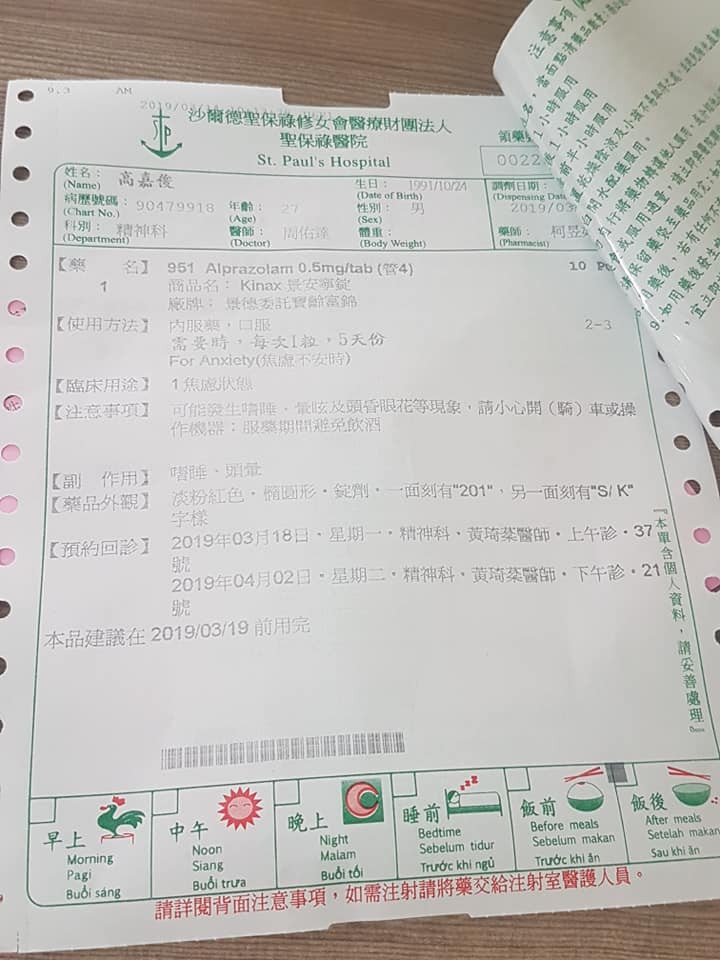 9.3 AM
2019/03/14
沙爾德聖保祿修女會醫療財團法人
聖保祿醫院
St. Paul's Hospital
0022
姓名：高嘉俊
(Name)
生日：1991/10/24
(Date of Birth)
調劑日期：
(Dispensing Date)
2019/03
病歷號碼：90479918
(Chart No.)
年齡：27
(Age)
性別：男
(Sex)
科別：精神科
(Department)
醫師：周佑達
(Doctor)
體重：
(Body Weight)
藥師：柯昱
(Pharmacist)
【藥 名】 951 Alprazolam 0.5mg/tab (管4) 10
1 商品名：Kinax 景安寧錠
廠牌：景德委託寶齡富錦
【使用方法】 內服藥，口服 2-3
需要時，每次1粒，5天份
For Anxiety(焦慮不安時)
【臨床用途】 1焦慮狀態
【注意事項】 可能發生嗜睡、暈眩及頭昏眼花等現象，請小心開（騎）車或操
作機器：服藥期間避免飲酒
【副 作用】 嗜睡、頭暈
【藥品外觀】 淡粉紅色，橢圓形，錠劑，一面刻有"201"，另一面刻有"S/ K"
字樣
【預約回診】 2019年03月18日，星期一，精神科，黃琦棻醫師，上午診，37
號
2019年04月02日，星期二，精神科，黃琦棻醫師，下午診，21
號
本品建議在 2019/03/19 前用完
『本單含個人資料，請妥善處理』
早上
Morning
Pagi
Buổi sáng
中午
Noon
Siang
Buổi trưa
晚上
Night
Malam
Buổi tối
睡前
Bedtime
Sebelum tidur
Trước khi ngủ
飯前
Before meals
Sebelum makan
Trước khi ăn
飯後
After meals
Setelah makan
Sau khi ăn
請詳閱背面注意事項，如需注射請將藥交給注射室醫護人員。
注意事項